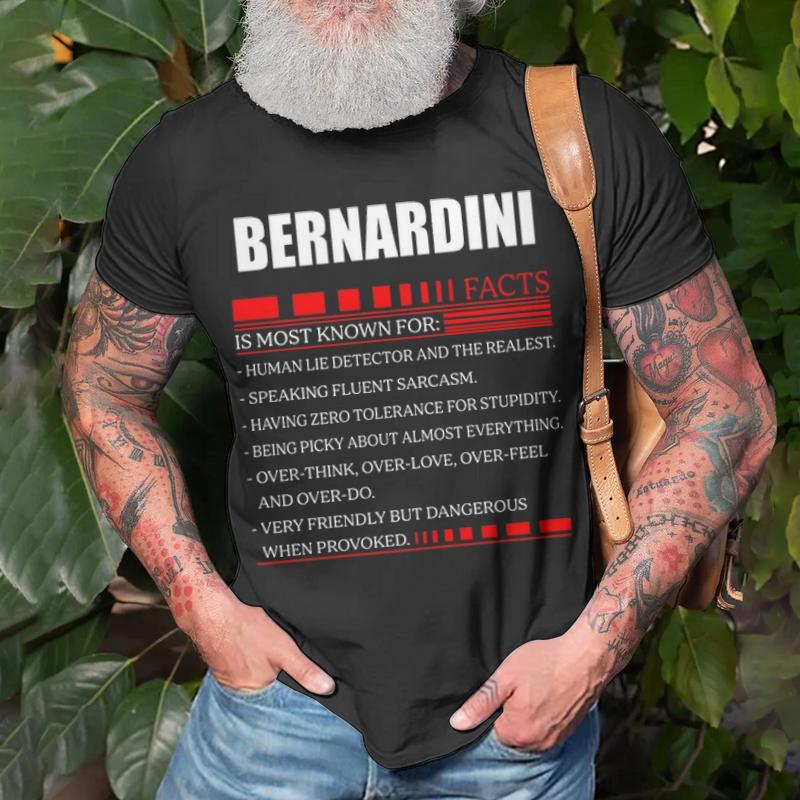 BERNARDINI
FACTS
IS MOST KNOWN FOR:
- HUMAN LIE DETECTOR AND THE REALEST.
- SPEAKING FLUENT SARCASM.
- HAVING ZERO TOLERANCE FOR STUPIDITY.
- BEING PICKY ABOUT ALMOST EVERYTHING.
- OVER-THINK, OVER-LOVE, OVER-FEEL
AND OVER-DO.
- VERY FRIENDLY BUT DANGEROUS
WHEN PROVOKED.
Estuardo